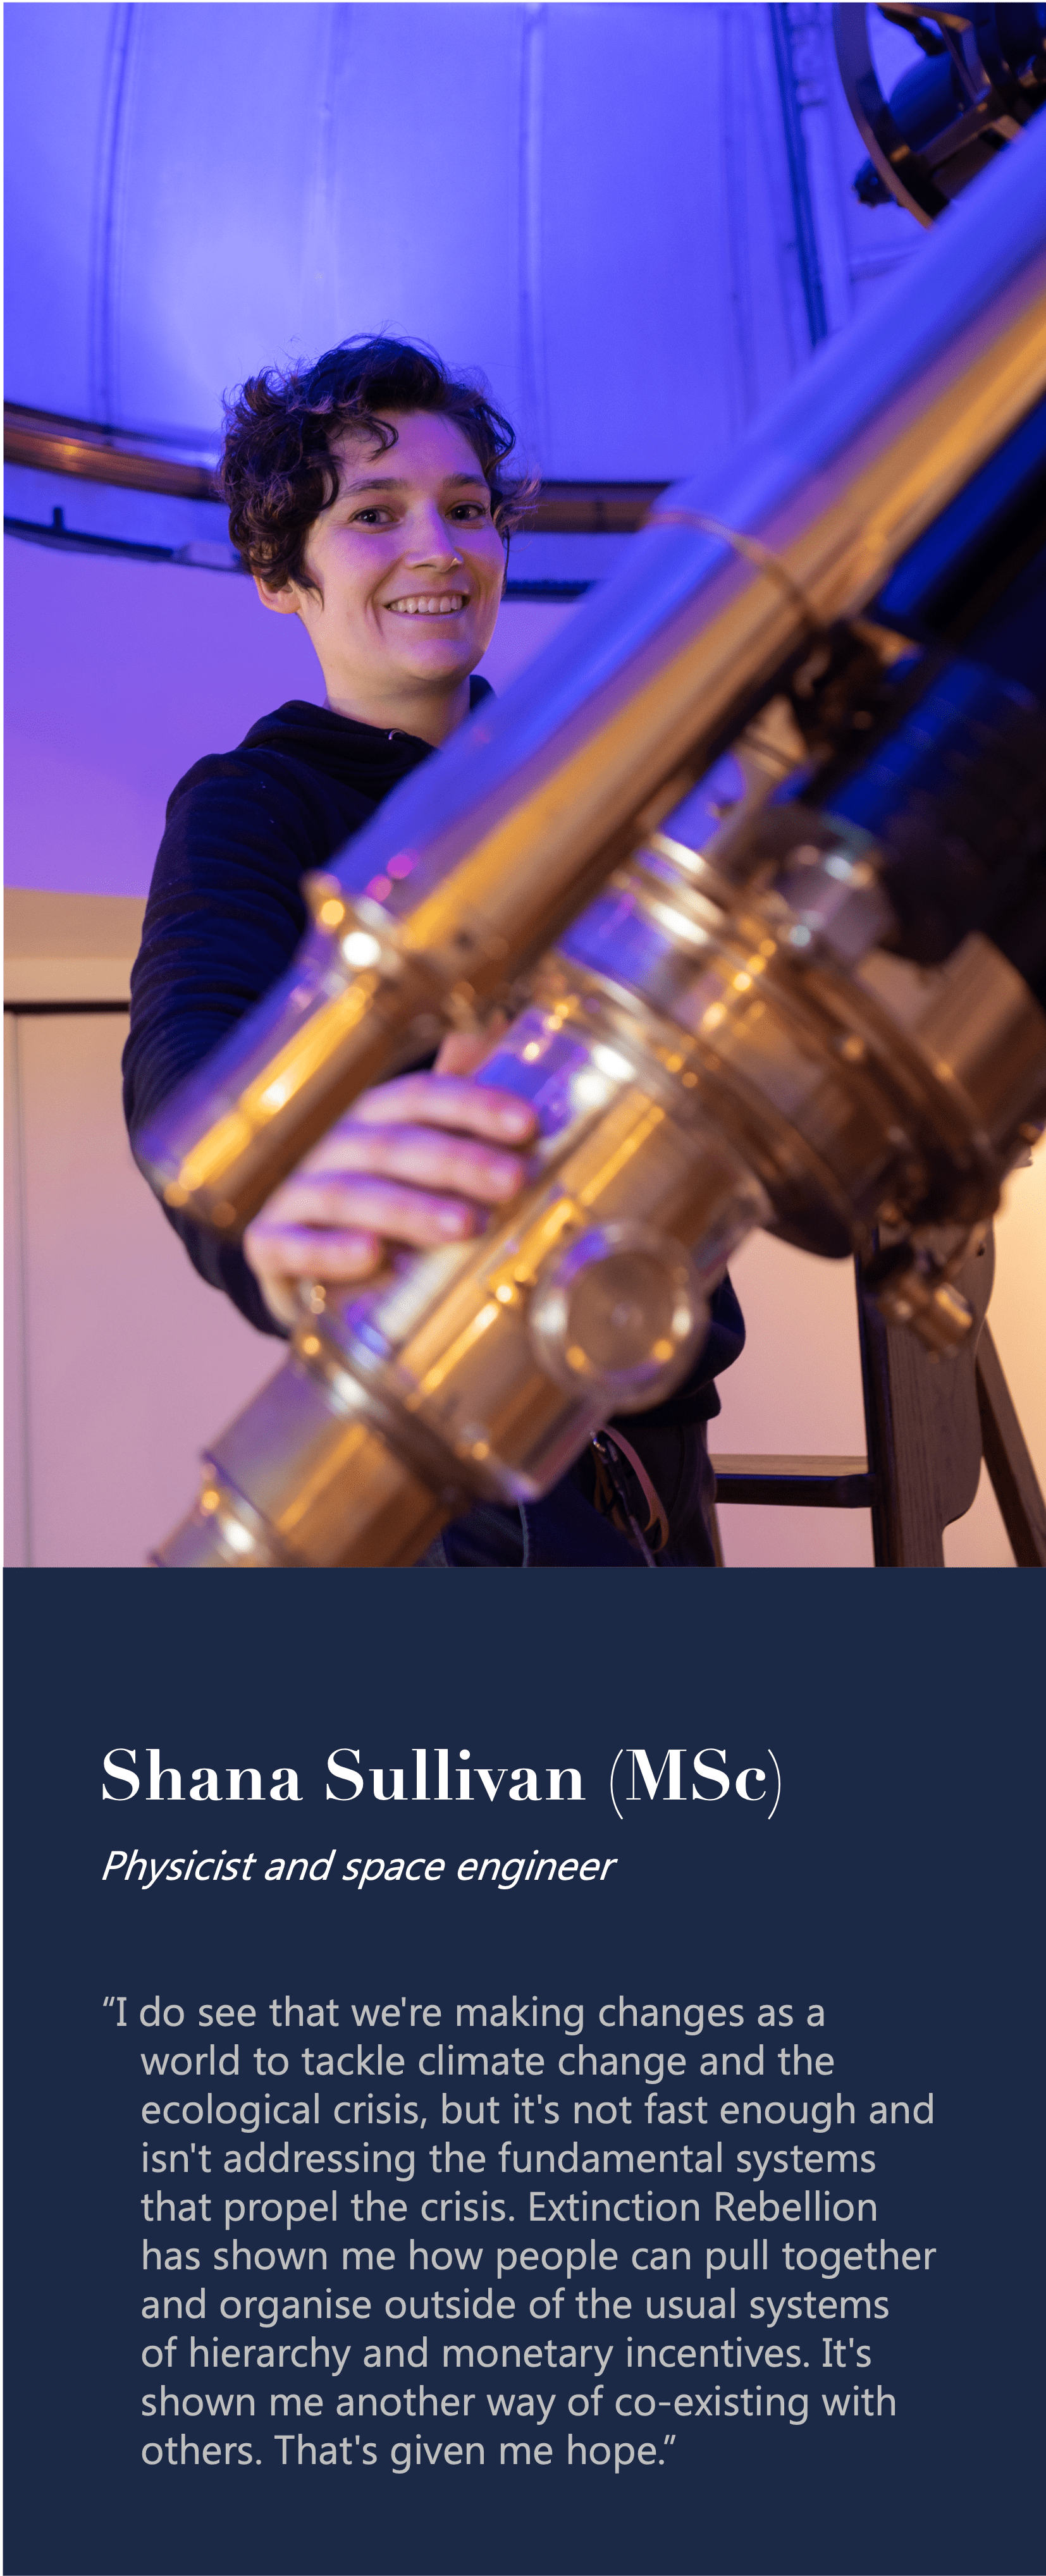 Shana Sullivan (MSc)
Physicist and space engineer
“I do see that we're making changes as a
world to tackle climate change and the
ecological crisis, but it's not fast enough and
isn't addressing the fundamental systems
that propel the crisis. Extinction Rebellion
has shown me how people can pull together
and organise outside of the usual systems
of hierarchy and monetary incentives. It's
shown me another way of co-existing with
others. That's given me hope.”